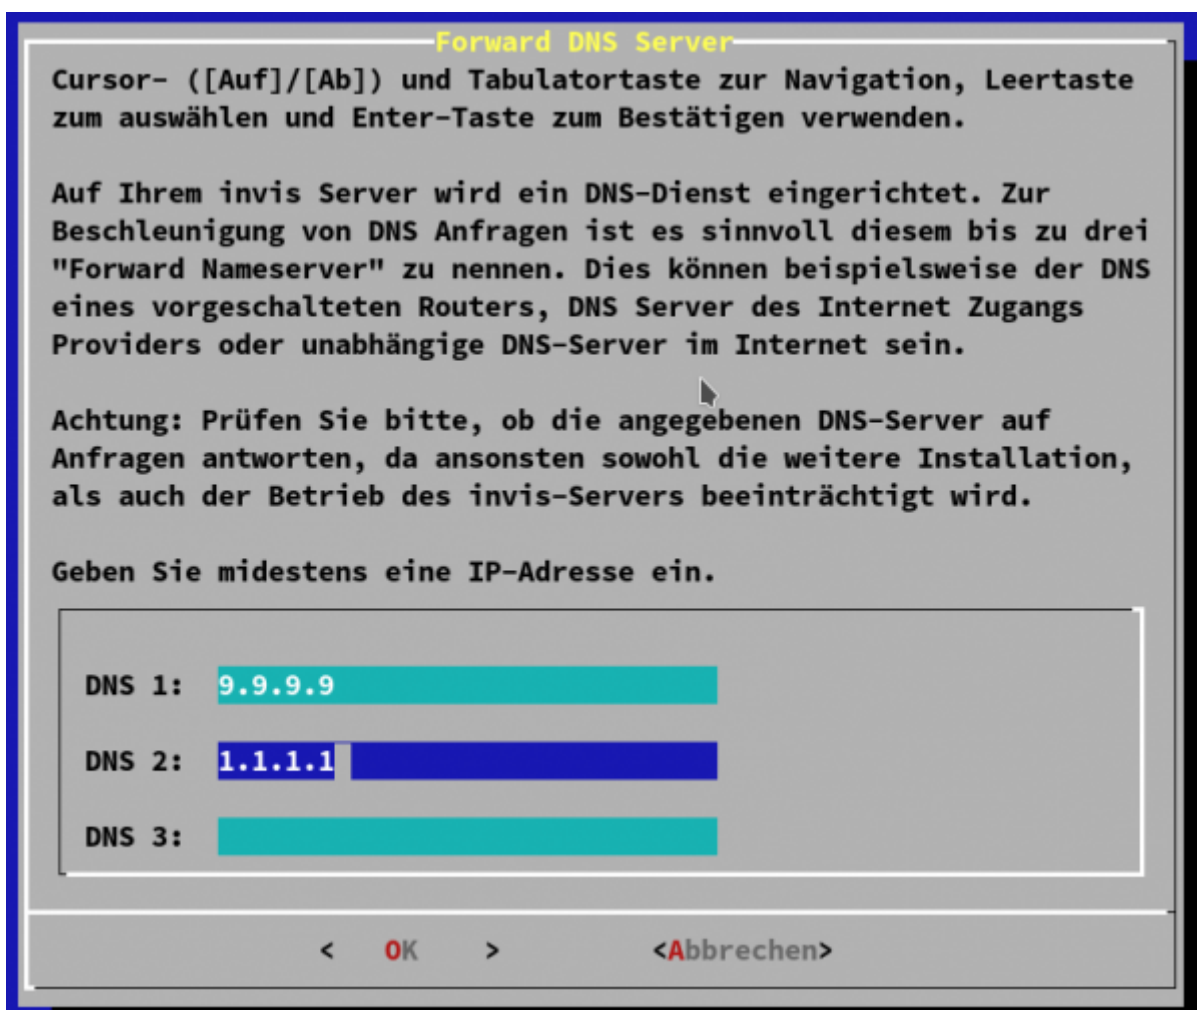 Forward DNS Server
Cursor- ([Auf]/[Ab]) und Tabulatortaste zur Navigation, Leertaste
zum auswählen und Enter-Taste zum Bestätigen verwenden.
Auf Ihrem invis Server wird ein DNS-Dienst eingerichtet. Zur
Beschleunigung von DNS Anfragen ist es sinnvoll diesem bis zu drei
"Forward Nameserver" zu nennen. Dies können beispielsweise der DNS
eines vorgeschalteten Routers, DNS Server des Internet Zugangs
Providers oder unabhängige DNS-Server im Internet sein.
Achtung: Prüfen Sie bitte, ob die angegebenen DNS-Server auf
Anfragen antworten, da ansonsten sowohl die weitere Installation,
als auch der Betrieb des invis-Servers beeinträchtigt wird.
Geben Sie midestens eine IP-Adresse ein.
DNS 1: 9.9.9.9
DNS 2: 1.1.1.1
DNS 3:
< OK > <Abbrechen>